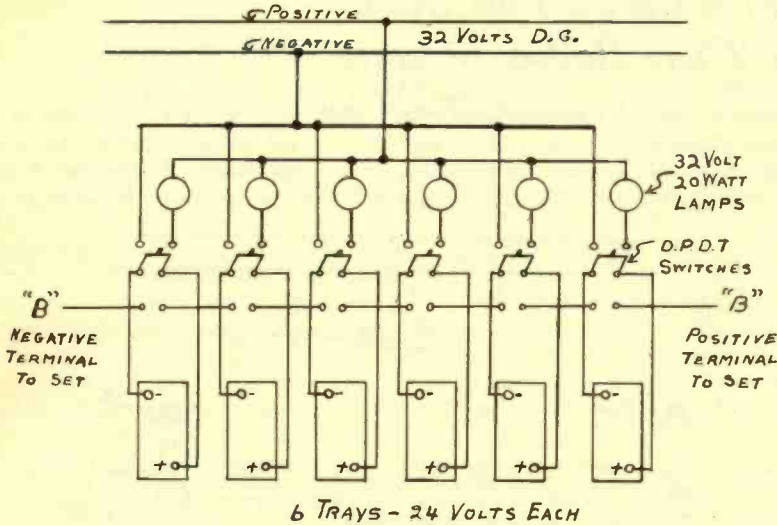 POSITIVE
NEGATIVE
32 VOLTS D.C.
32 VOLT
20 WATT
LAMPS
D.P.D.T
SWITCHES
"B"
NEGATIVE
TERMINAL
TO SET
"B"
POSITIVE
TERMINAL
TO SET
- - - - - -
+ + + + + +
6 TRAYS - 24 VOLTS EACH